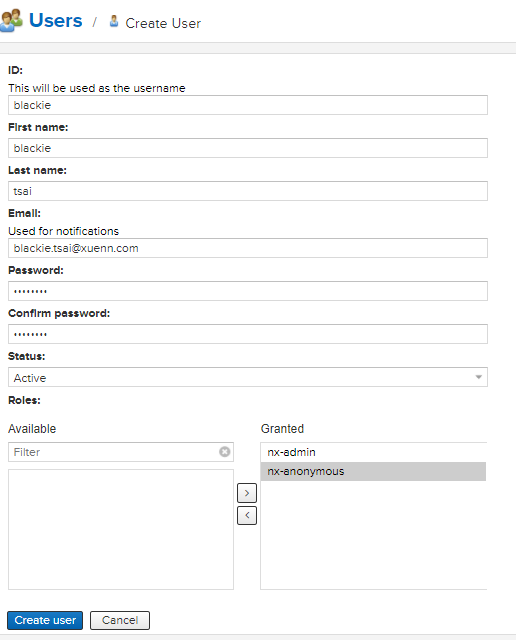 Users / Create User
ID:
This will be used as the username
blackie
First name:
blackie
Last name:
tsai
Email:
Used for notifications
blackie.tsai@xuenn.com
Password:
••••••••
Confirm password:
••••••••
Status:
Active
Roles:
Available
Granted
Filter
nx-admin
nx-anonymous
Create user
Cancel